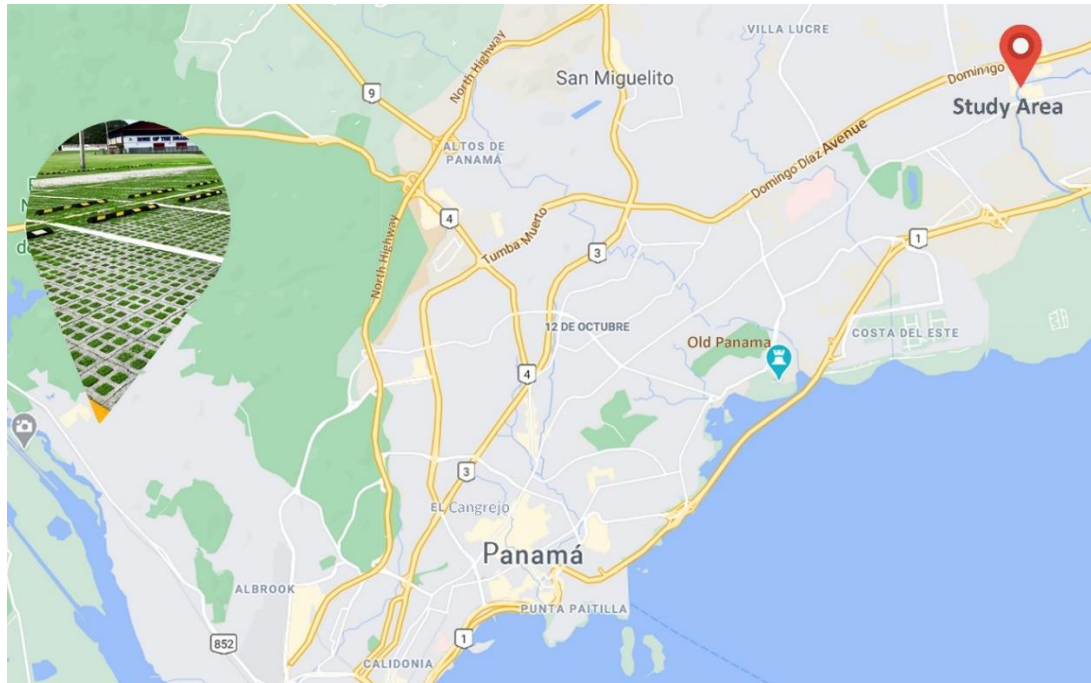 VILLA LUCRE
Domingo
San Miguelito
North Highway
9
Study Area
ALTOS DE
PANAMÁ
Domingo Díaz Avenue
4
Tumba Muerto
North Highway
3
1
12 DE OCTUBRE
COSTA DEL ESTE
Old Panama
4
3
EL Cangrejo
Panamá
ALBROOK
PUNTA PAITILLA
852
1
CALIDONIA